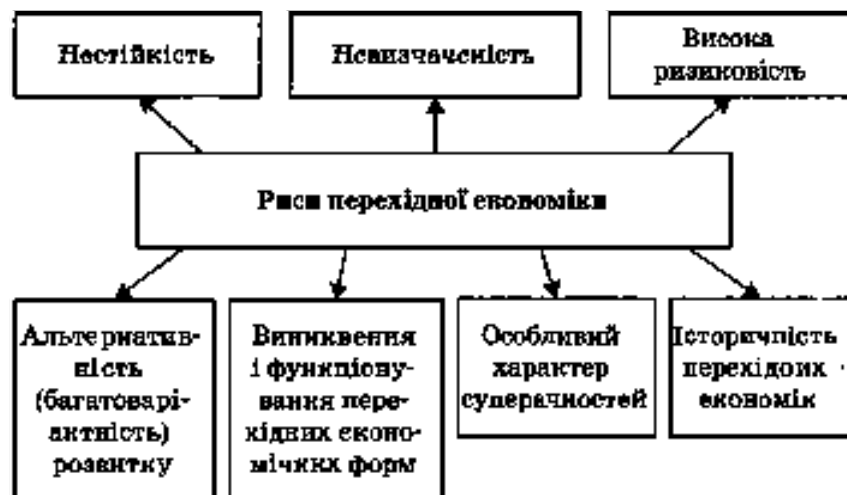 Нестійкість
Невизначеність
Висока
ризиковість
Риси перехідної економіки
Альтернатив-
ність
(багатоварі-
антність)
розвитку
Виникнення
і функціону-
вання пере-
хідних еконо-
мічних форм
Особливий
характер
суперечностей
Історичність
перехідних
економік